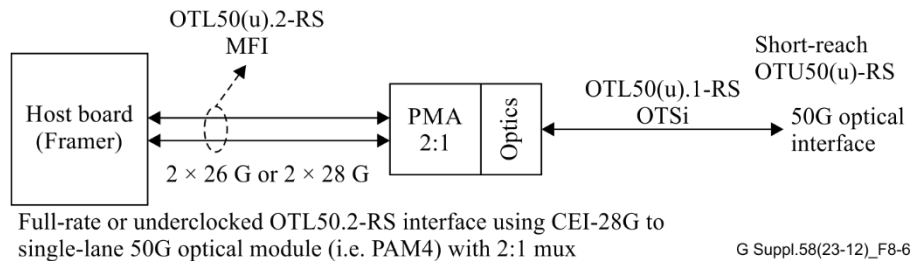 OTL50(u).2-RS
MFI
Short-reach
OTU50(u)-RS
Host board
(Framer)
PMA
2:1
Optics
OTL50(u).1-RS
OTSi
50G optical
interface
2 × 26 G or 2 × 28 G
Full-rate or underclocked OTL50.2-RS interface using CEI-28G to
single-lane 50G optical module (i.e. PAM4) with 2:1 mux
G Suppl.58(23-12)_F8-6